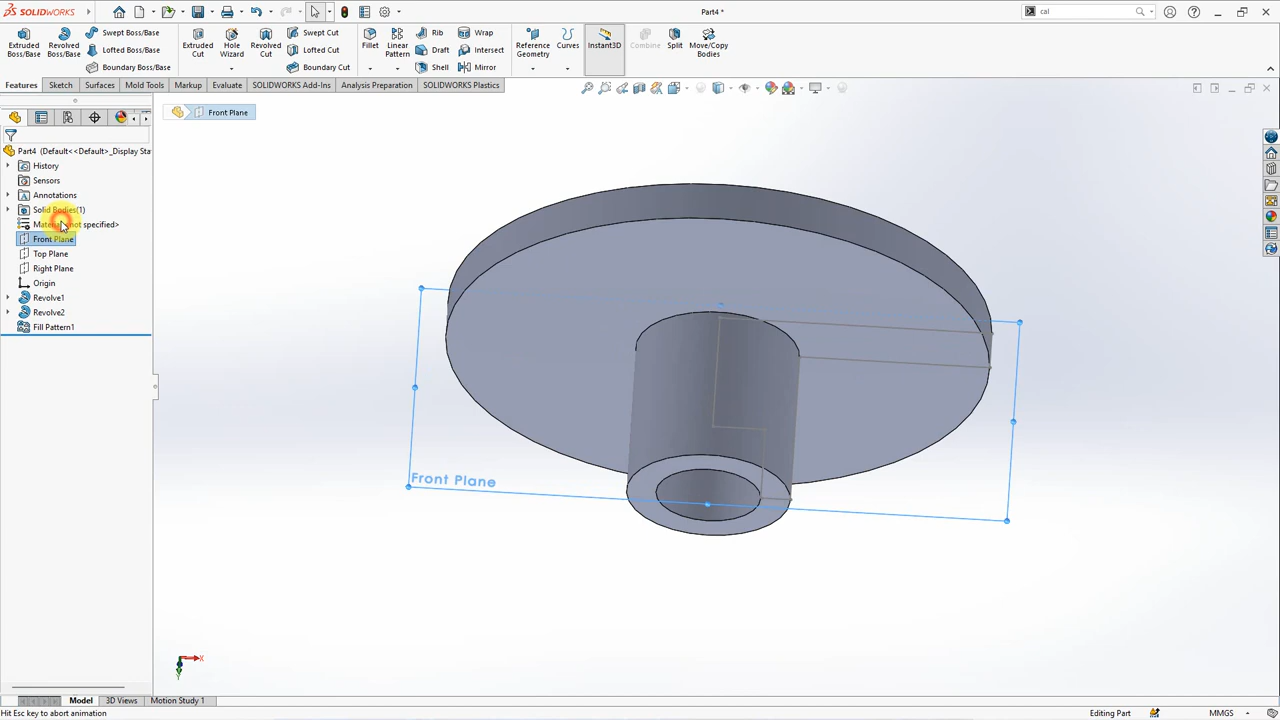 SOLIDWORKS
Part4 *
cal
Extruded Boss/Base
Revolved Boss/Base
Swept Boss/Base
Lofted Boss/Base
Boundary Boss/Base
Extruded Cut
Hole Wizard
Revolved Cut
Swept Cut
Lofted Cut
Boundary Cut
Fillet
Linear Pattern
Rib
Draft
Shell
Wrap
Intersect
Mirror
Reference Geometry
Curves
Instant3D
Combine
Split
Move/Copy Bodies
Features
Sketch
Surfaces
Mold Tools
Markup
Evaluate
SOLIDWORKS Add-Ins
Analysis Preparation
SOLIDWORKS Plastics
Front Plane
Part4 (Default<<Default>_Display Sta
History
Sensors
Annotations
Solid Bodies(1)
specified>
Front Plane
Top Plane
Right Plane
Origin
Revolve1
Revolve2
Fill Pattern1
Front Plane
X
Y
Model
3D Views
Motion Study 1
Hit Esc key to abort animation
Editing Part
MMGS